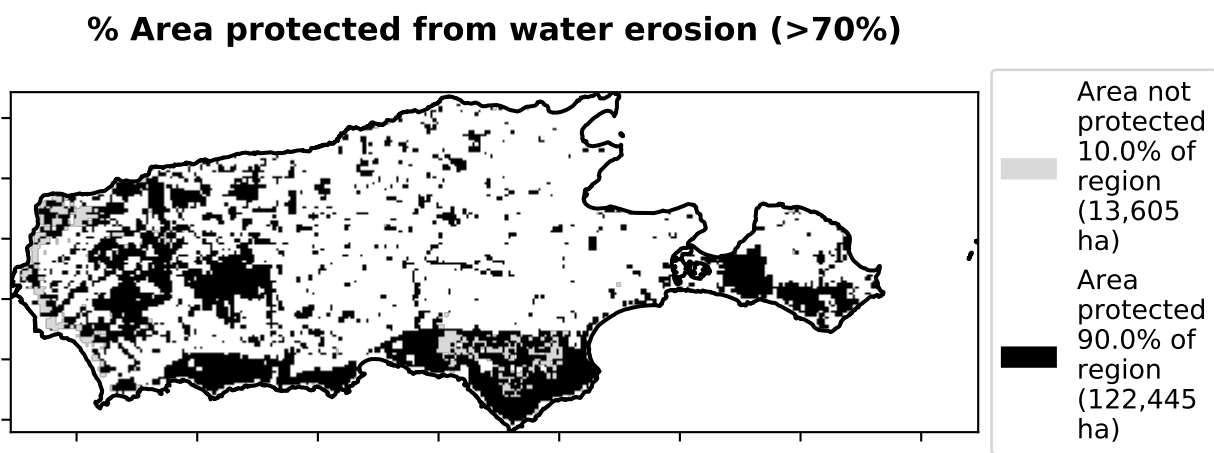 % Area protected from water erosion (>70%)
Area not
protected
10.0% of
region
(13,605
ha)
Area
protected
90.0% of
region
(122,445
ha)